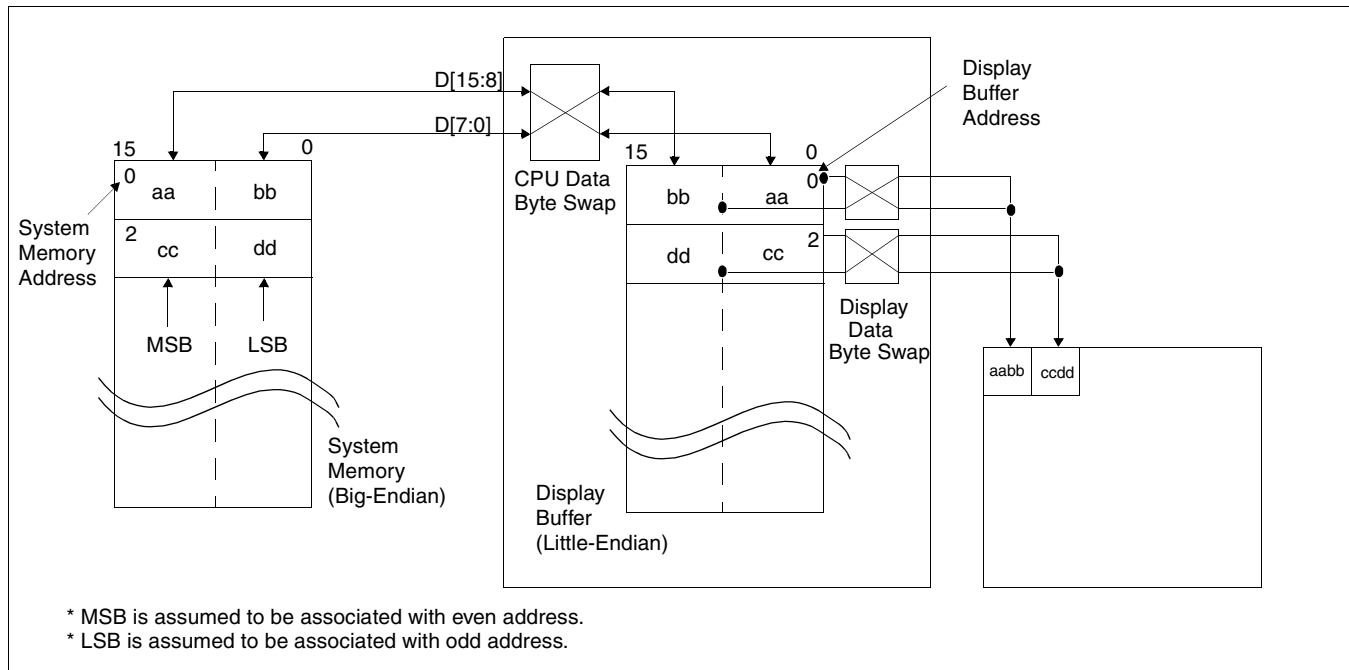 D[15:8]
D[7:0]
15
0
0
aa
bb
2
cc
dd
MSB
LSB
System
Memory
Address
System
Memory
(Big-Endian)
CPU Data
Byte Swap
15
0
0
bb
aa
2
dd
cc
Display
Buffer
(Little-Endian)
Display
Buffer
Address
Display
Data
Byte Swap
aabb
ccdd
* MSB is assumed to be associated with even address.
* LSB is assumed to be associated with odd address.